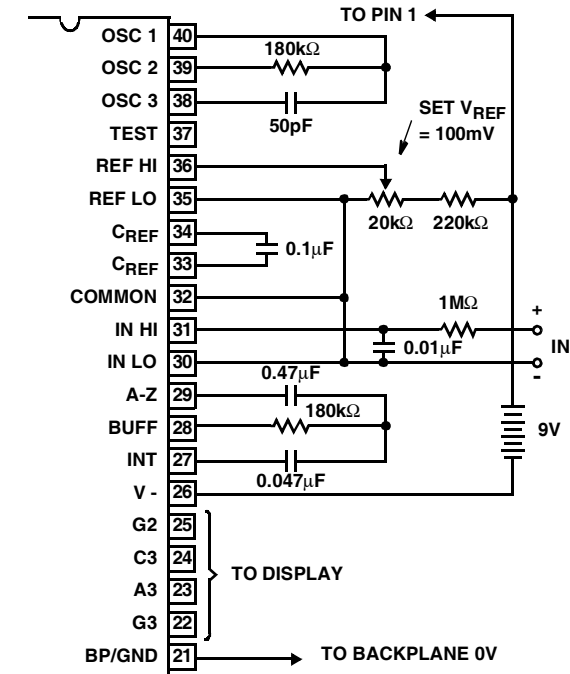 TO PIN 1
OSC 1 40
180kΩ
OSC 2 39
OSC 3 38
50pF
SET VREF
= 100mV
TEST 37
REF HI 36
REF LO 35
20kΩ 220kΩ
CREF 34
0.1µF
CREF 33
COMMON 32
1MΩ
IN HI 31
+
0.01µF
IN
IN LO 30
-
0.47µF
A-Z 29
180kΩ
BUFF 28
9V
INT 27
0.047µF
V - 26
G2 25
C3 24
TO DISPLAY
A3 23
G3 22
BP/GND 21
TO BACKPLANE 0V